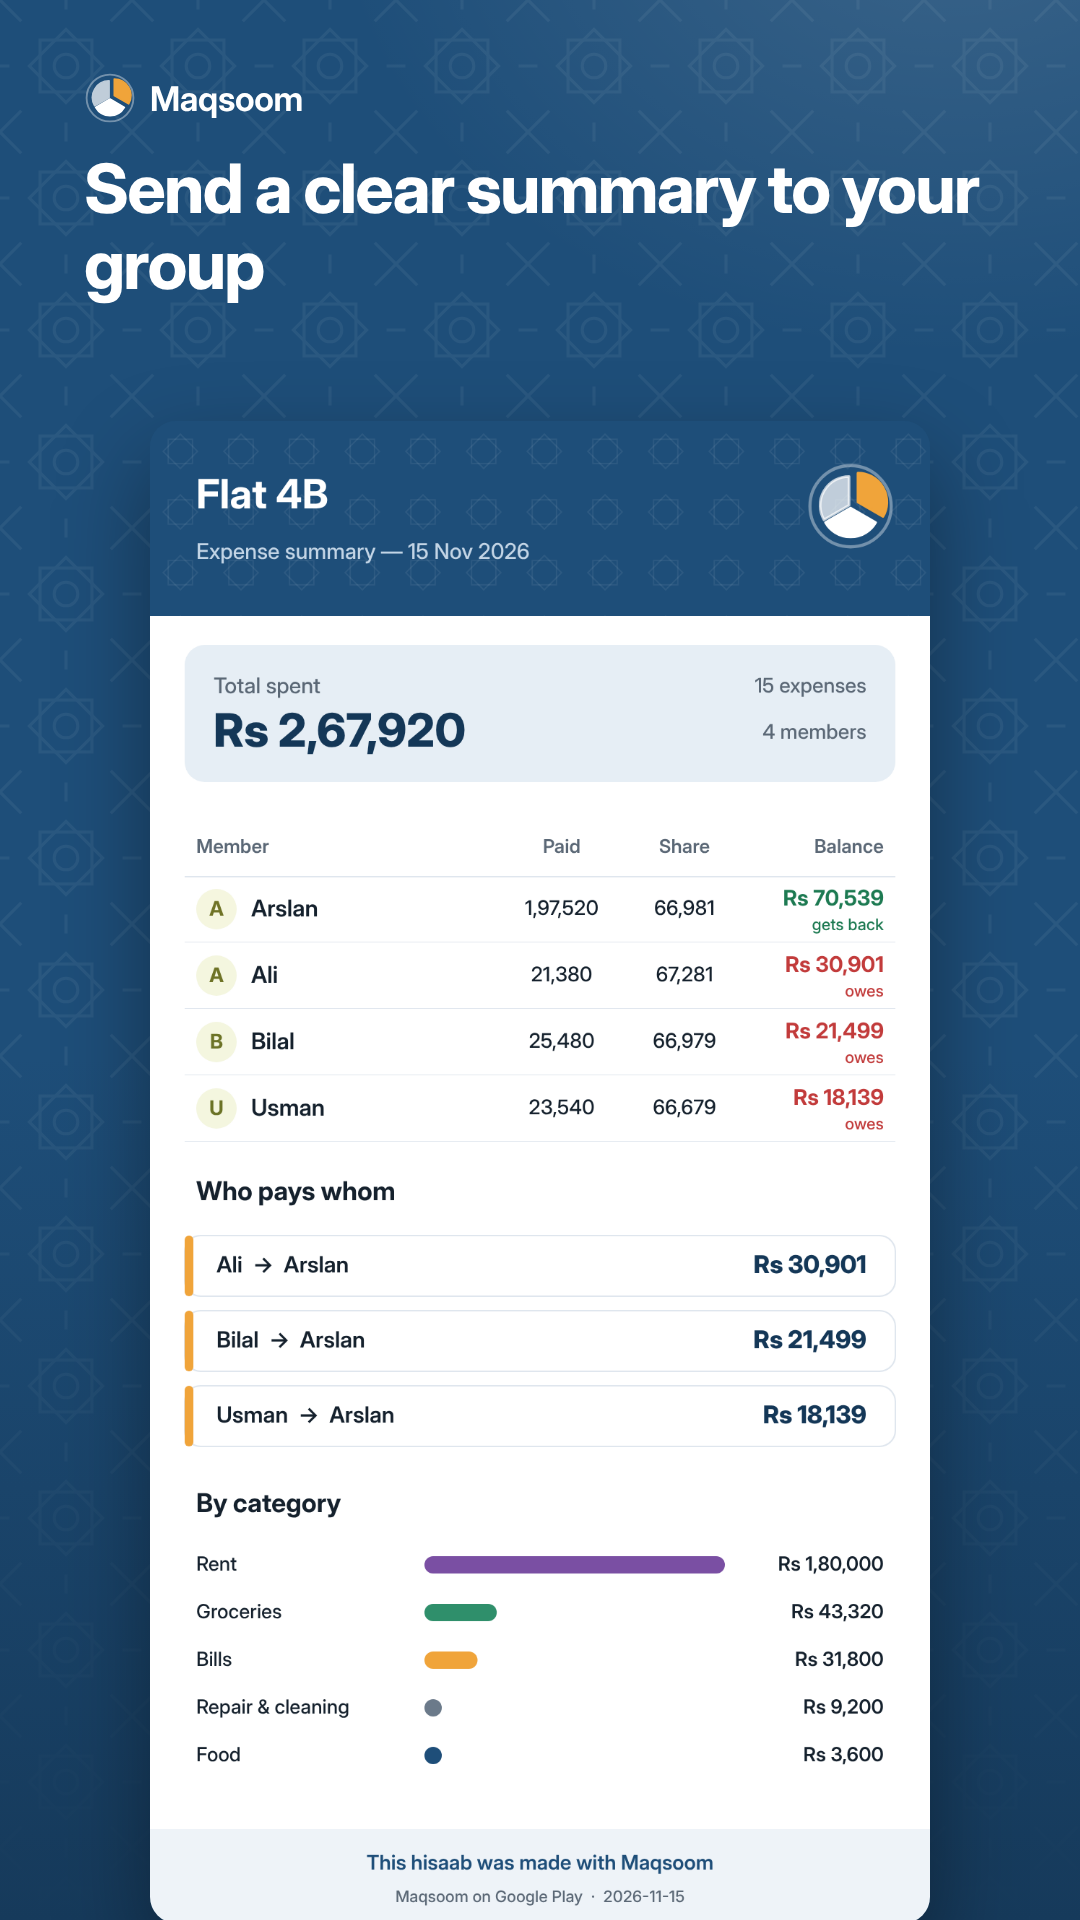 Maqsoom
Send a clear summary to your
group
Flat 4B
Expense summary — 15 Nov 2026
Total spent 15 expenses
Rs 2,67,920 4 members
Member Paid Share Balance
A Arslan 1,97,520 66,981 Rs 70,539
gets back
A Ali 21,380 67,281 Rs 30,901
owes
B Bilal 25,480 66,979 Rs 21,499
owes
U Usman 23,540 66,679 Rs 18,139
owes
Who pays whom
Ali → Arslan Rs 30,901
Bilal → Arslan Rs 21,499
Usman → Arslan Rs 18,139
By category
Rent Rs 1,80,000
Groceries Rs 43,320
Bills Rs 31,800
Repair & cleaning Rs 9,200
Food Rs 3,600
This hisaab was made with Maqsoom
Maqsoom on Google Play · 2026-11-15